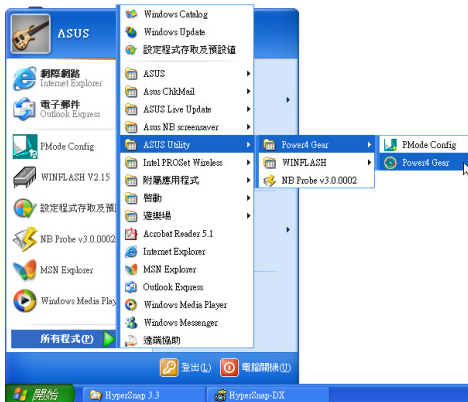 ASUS
網際網路
Internet Explorer
電子郵件
Outlook Express
PMode Config
WINFLASH V2.15
設定程式存取及預
NB Probe v3.0.0002
MSN Explorer
Windows Media Play
所有程式(P)
Windows Catalog
Windows Update
設定程式存取及預設值
ASUS
Asus ChkMail
ASUS Live Update
Asus NB screensaver
ASUS Utility
Intel PROSet Wireless
附屬應用程式
啟動
遊樂場
Acrobat Reader 5.1
Internet Explorer
MSN Explorer
Outlook Express
Windows Media Player
Windows Messenger
遠端協助
Power4 Gear
WINFLASH
NB Probe v3.0.0002
PMode Config
Power4 Gear
登出(L)
電腦關機(U)
開始
HyperSnap 3.3
HyperSnap-DX